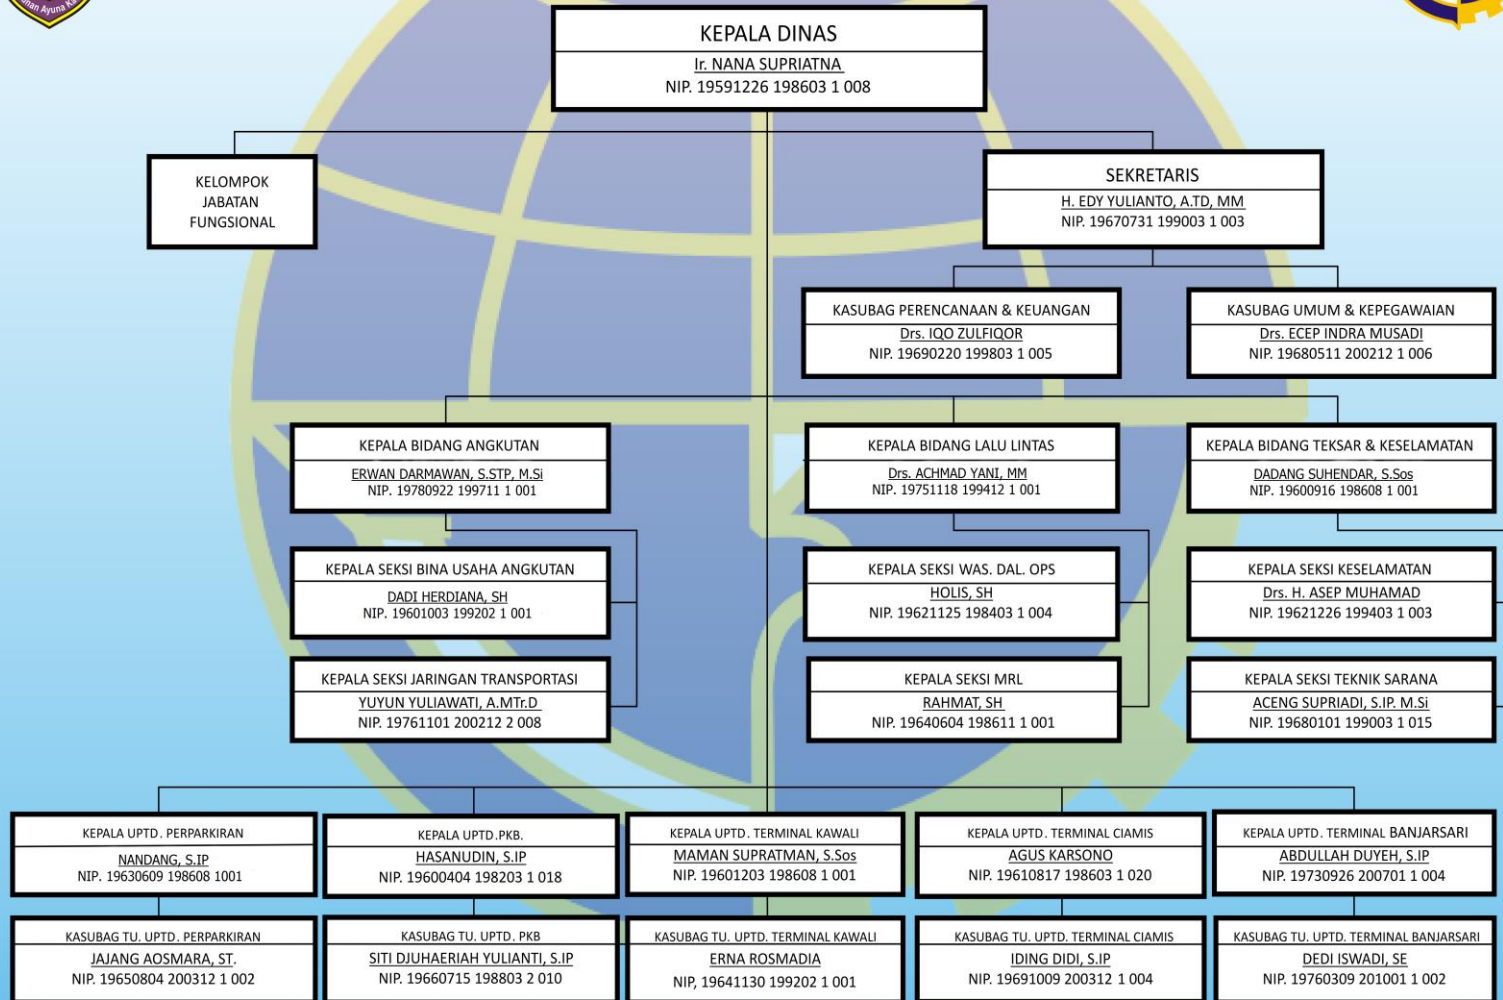 nan Ayuna Ka
KEPALA DINAS
Ir. NANA SUPRIATNA
NIP. 19591226 198603 1 008
KELOMPOK
JABATAN
FUNGSIONAL
SEKRETARIS
H. EDY YULIANTO, A.TD, MM
NIP. 19670731 199003 1 003
KASUBAG PERENCANAAN & KEUANGAN
Drs. IQO ZULFIQOR
NIP. 19690220 199803 1 005
KASUBAG UMUM & KEPEGAWAIAN
Drs. ECEP INDRA MUSADI
NIP. 19680511 200212 1 006
KEPALA BIDANG ANGKUTAN
ERWAN DARMAWAN, S.STP, M.Si
NIP. 19780922 199711 1 001
KEPALA BIDANG LALU LINTAS
Drs. ACHMAD YANI, MM
NIP. 19751118 199412 1 001
KEPALA BIDANG TEKSAR & KESELAMATAN
DADANG SUHENDAR, S.Sos
NIP. 19600916 198608 1 001
KEPALA SEKSI BINA USAHA ANGKUTAN
DADI HERDIANA, SH
NIP. 19601003 199202 1 001
KEPALA SEKSI WAS. DAL. OPS
HOLIS, SH
NIP. 19621125 198403 1 004
KEPALA SEKSI KESELAMATAN
Drs. H. ASEP MUHAMAD
NIP. 19621226 199403 1 003
KEPALA SEKSI JARINGAN TRANSPORTASI
YUYUN YULIAWATI, A.MTr.D
NIP. 19761101 200212 2 008
KEPALA SEKSI MRL
RAHMAT, SH
NIP. 19640604 198611 1 001
KEPALA SEKSI TEKNIK SARANA
ACENG SUPRIADI, S.IP. M.Si
NIP. 19680101 199003 1 015
KEPALA UPTD. PERPARKIRAN
NANDANG, S.IP
NIP. 19630609 198608 1001
KEPALA UPTD.PKB.
HASANUDIN, S.IP
NIP. 19600404 198203 1 018
KEPALA UPTD. TERMINAL KAWALI
MAMAN SUPRATMAN, S.Sos
NIP. 19601203 198608 1 001
KEPALA UPTD. TERMINAL CIAMIS
AGUS KARSONO
NIP. 19610817 198603 1 020
KEPALA UPTD. TERMINAL BANJARSARI
ABDULLAH DUYEH, S.IP
NIP. 19730926 200701 1 004
KASUBAG TU. UPTD. PERPARKIRAN
JAJANG AOSMARA, ST.
NIP. 19650804 200312 1 002
KASUBAG TU. UPTD. PKB
SITI DJUHAERIAH YULIANTI, S.IP
NIP. 19660715 198803 2 010
KASUBAG TU. UPTD. TERMINAL KAWALI
ERNA ROSMADIA
NIP, 19641130 199202 1 001
KASUBAG TU. UPTD. TERMINAL CIAMIS
IDING DIDI, S.IP
NIP. 19691009 200312 1 004
KASUBAG TU. UPTD. TERMINAL BANJARSARI
DEDI ISWADI, SE
NIP. 19760309 201001 1 002